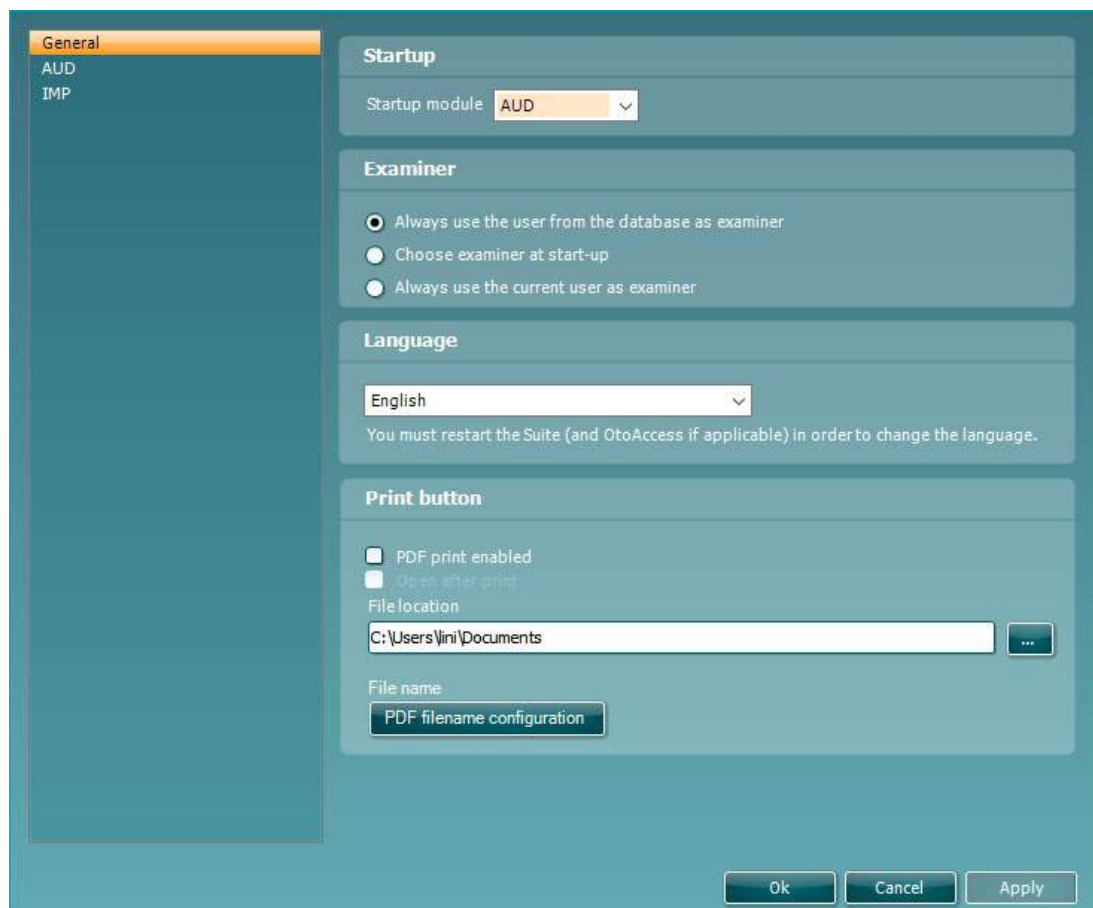 General
AUD
IMP
Startup
Startup module AUD
Examiner
Always use the user from the database as examiner
Choose examiner at start-up
Always use the current user as examiner
Language
English
You must restart the Suite (and OtoAccess if applicable) in order to change the language.
Print button
PDF print enabled
Open after print
File location
C:\Users\lini\Documents
...
File name
PDF filename configuration
Ok Cancel Apply